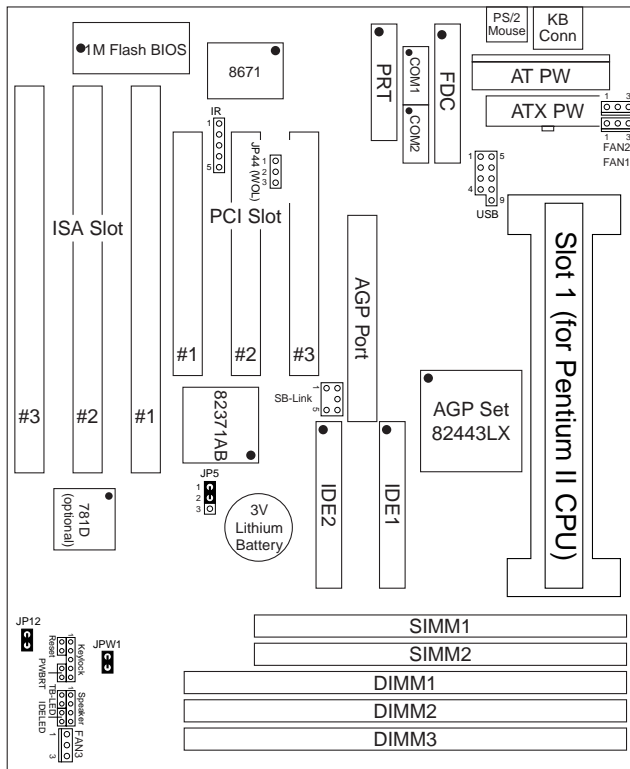 PS/2
Mouse
KB
Conn
1M Flash BIOS
8671
PRT
COM1
COM2
FDC
AT PW
ATX PW
1 3
1 3
FAN2
FAN1
IR
1
5
JP44 (WOL)
1
2
3
1 5
4
9
USB
ISA Slot
PCI Slot
AGP Port
Slot 1 (for Pentium II CPU)
#3
#2
#1
#1
#2
#3
82371AB
SB-Link
1
5
AGP Set
82443LX
JP5
1
2
3
781D
(optional)
3V
Lithium
Battery
IDE2
IDE1
JP12
JPW1
Reset
1
Keylock
PWBRT
TB-LED
IDELED
1
Speaker
FAN3
1
3
SIMM1
SIMM2
DIMM1
DIMM2
DIMM3